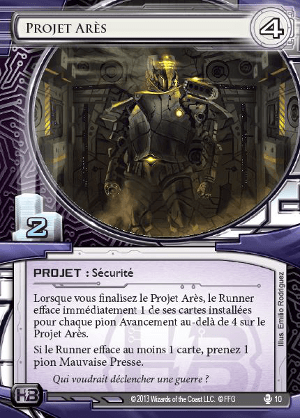 Projet Arès
4
2
PROJET : Sécurité
Lorsque vous finalisez le Projet Arès, le Runner
efface immédiatement 1 de ses cartes installées
pour chaque pion Avancement au-delà de 4 sur le
Projet Arès.
Si le Runner efface au moins 1 carte, prenez 1
pion Mauvaise Presse.
Qui voudrait déclencher une guerre ?
Illus. Emilio Rodriguez
HB
©2013 Wizards of the Coast LLC. © FFG
10